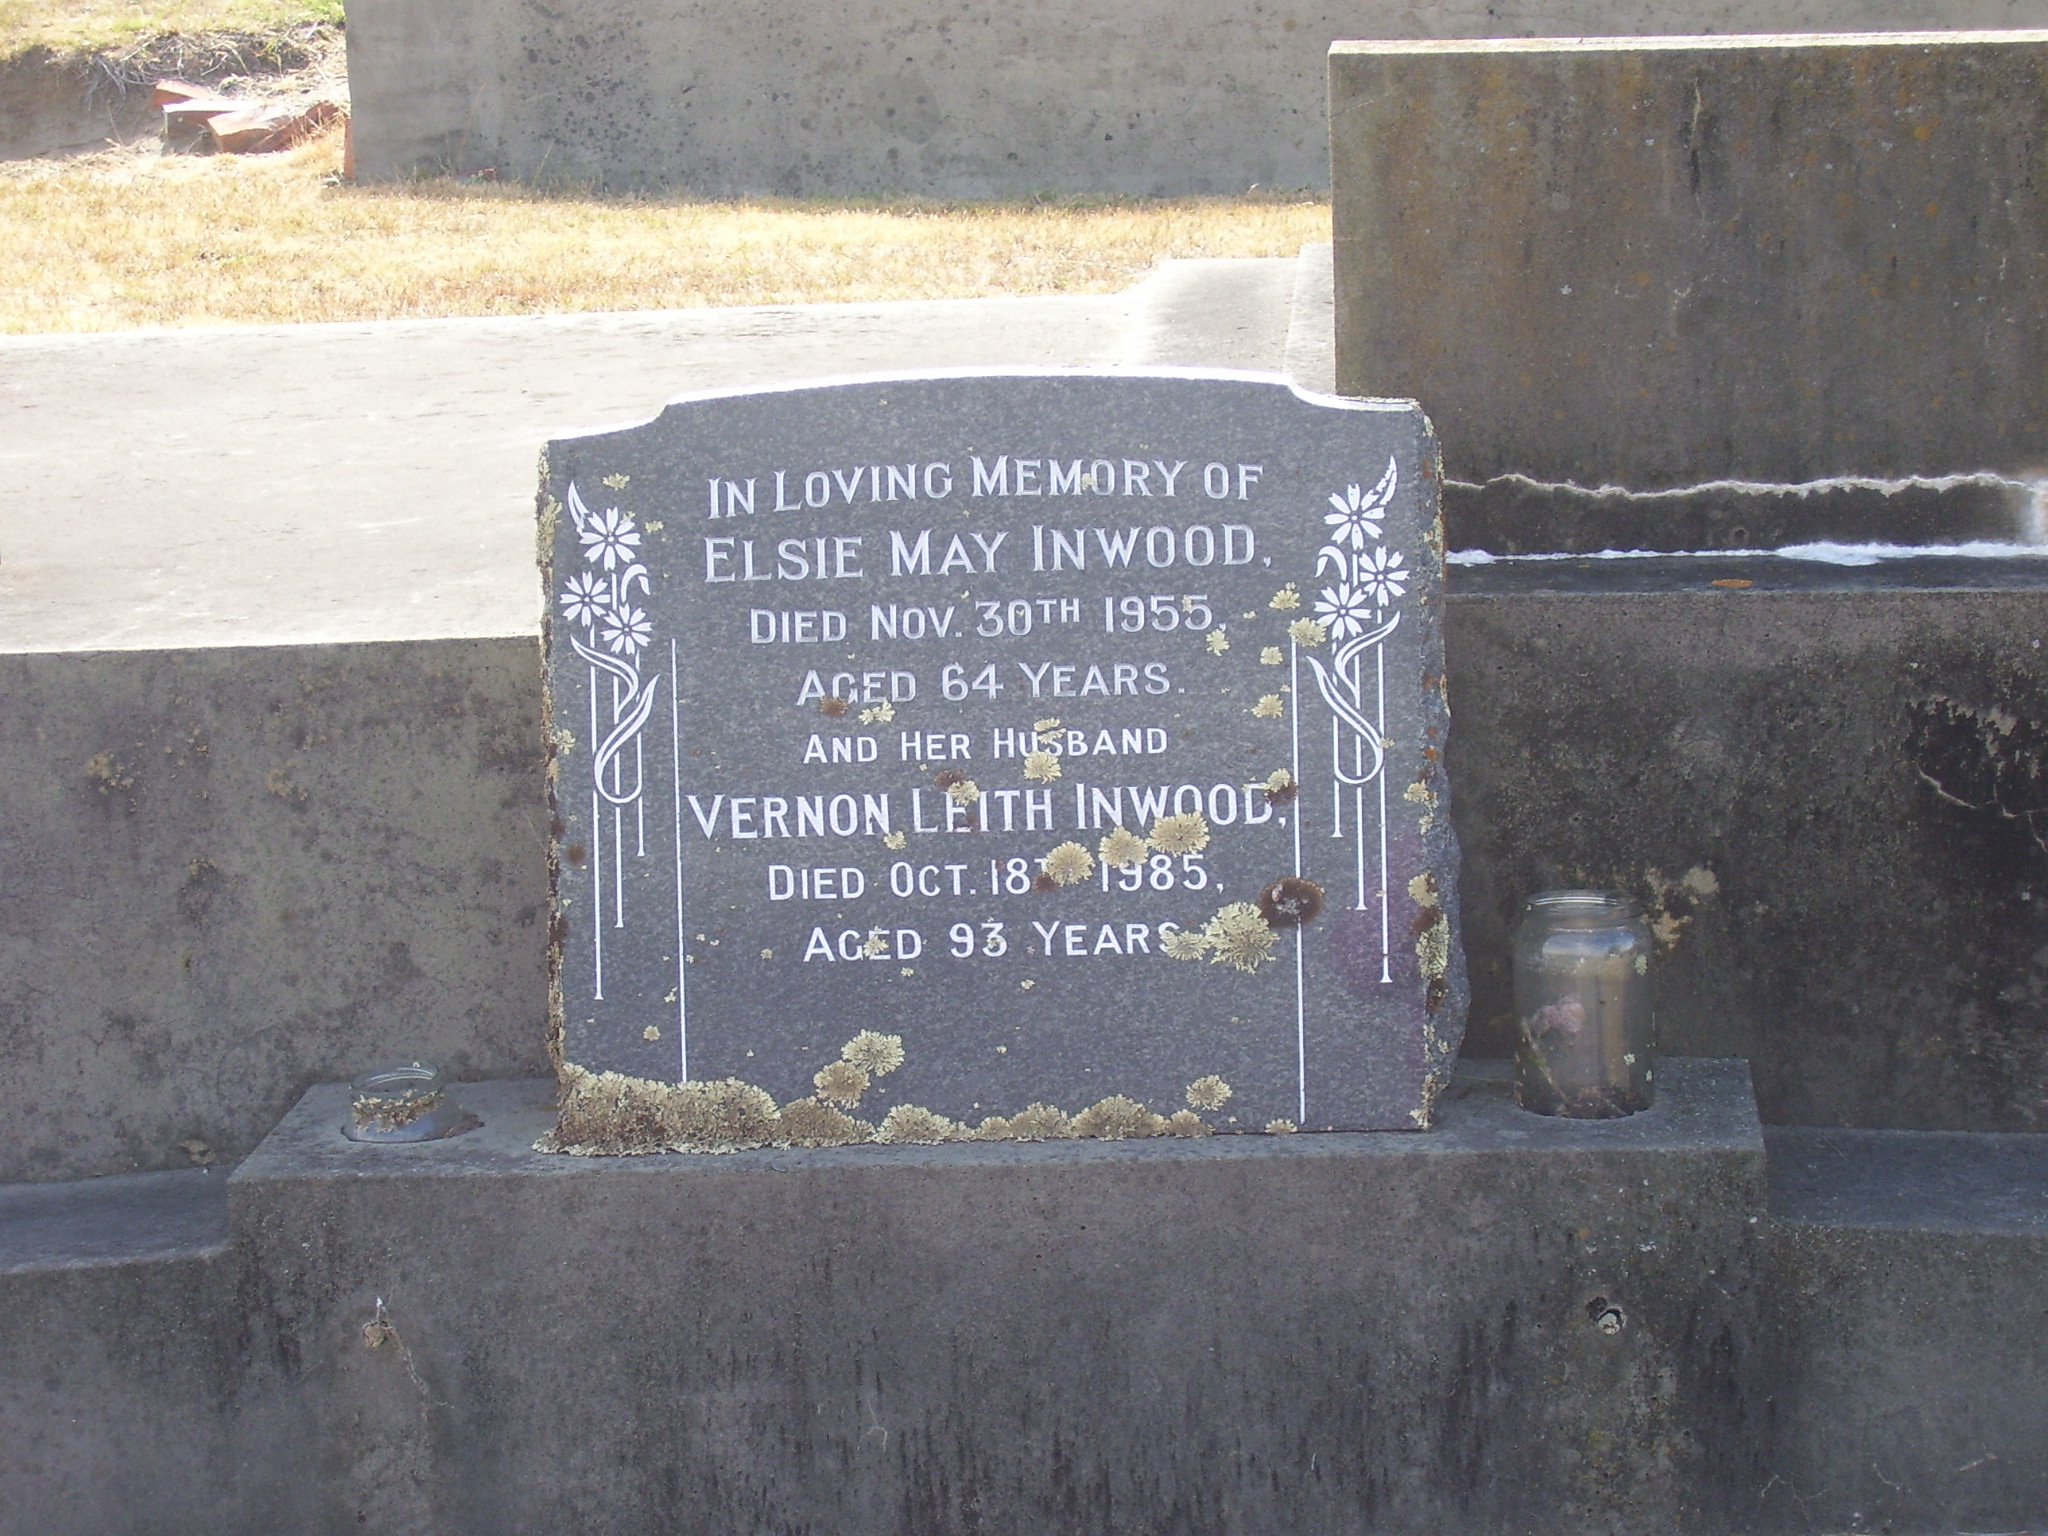 IN LOVING MEMORY OF
ELSIE MAY INWOOD,
DIED NOV. 30TH 1955,
AGED 64 YEARS.
AND HER HUSBAND
VERNON LEITH INWOOD,
DIED OCT. 18TH 1985,
AGED 93 YEARS.